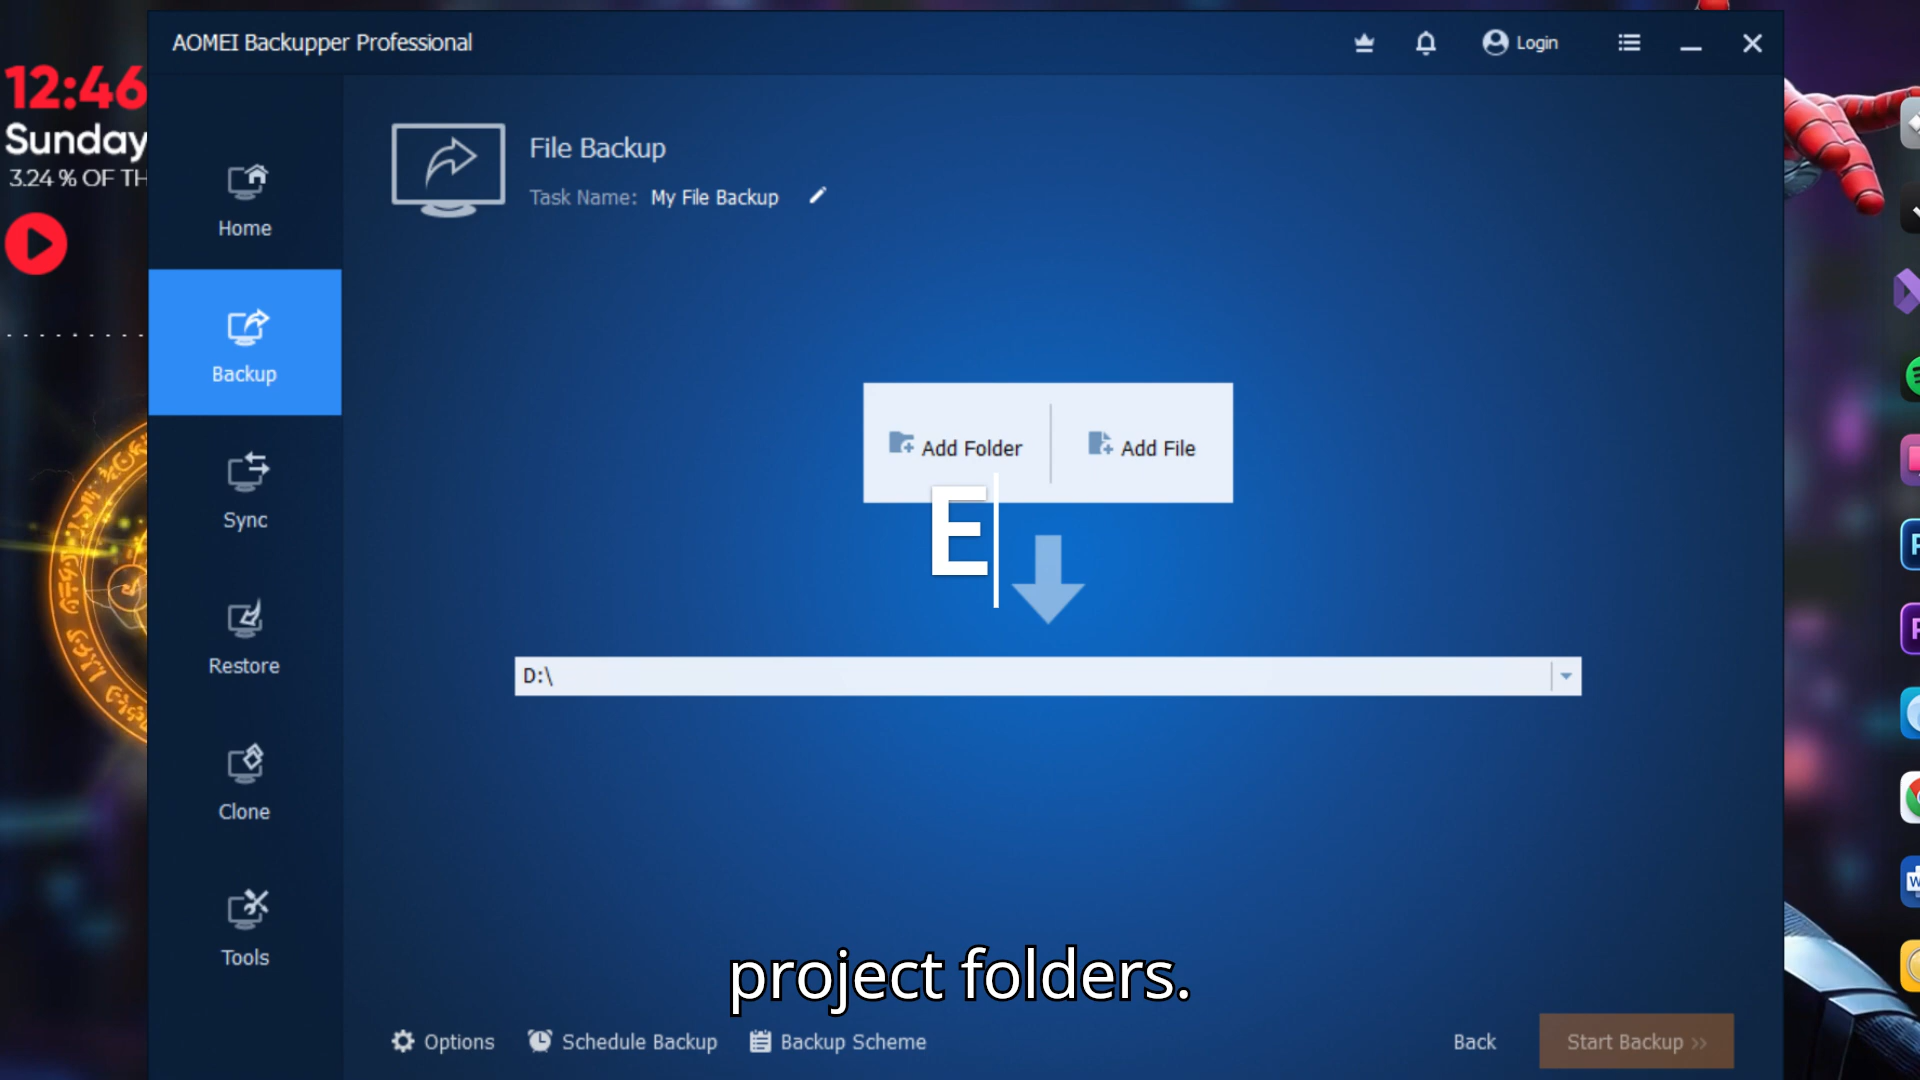 AOMEI Backupper Professional
Login
12:46
Sunday
3.24 % OF TH
File Backup
Task Name: My File Backup
Home
Backup
Sync
Restore
Clone
Tools
Add Folder
Add File
E
D:\
project folders.
Options
Schedule Backup
Backup Scheme
Back
Start Backup >>